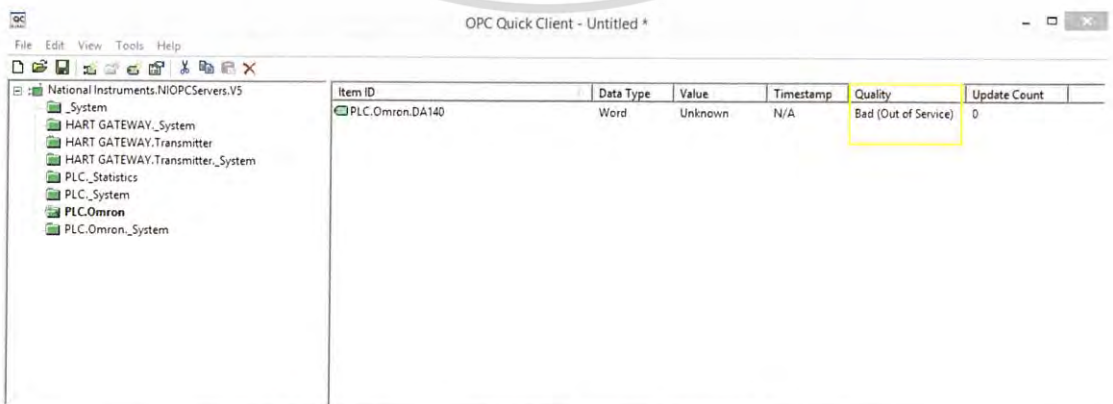 OPC Quick Client - Untitled *
File Edit View Tools Help
National Instruments.NIOPCServers.V5
_System
HART GATEWAY._System
HART GATEWAY.Transmitter
HART GATEWAY.Transmitter._System
PLC._Statistics
PLC._System
PLC.Omron
PLC.Omron._System
Item ID Data Type Value Timestamp Quality Update Count
PLC.Omron.DA140 Word Unknown N/A Bad (Out of Service) 0